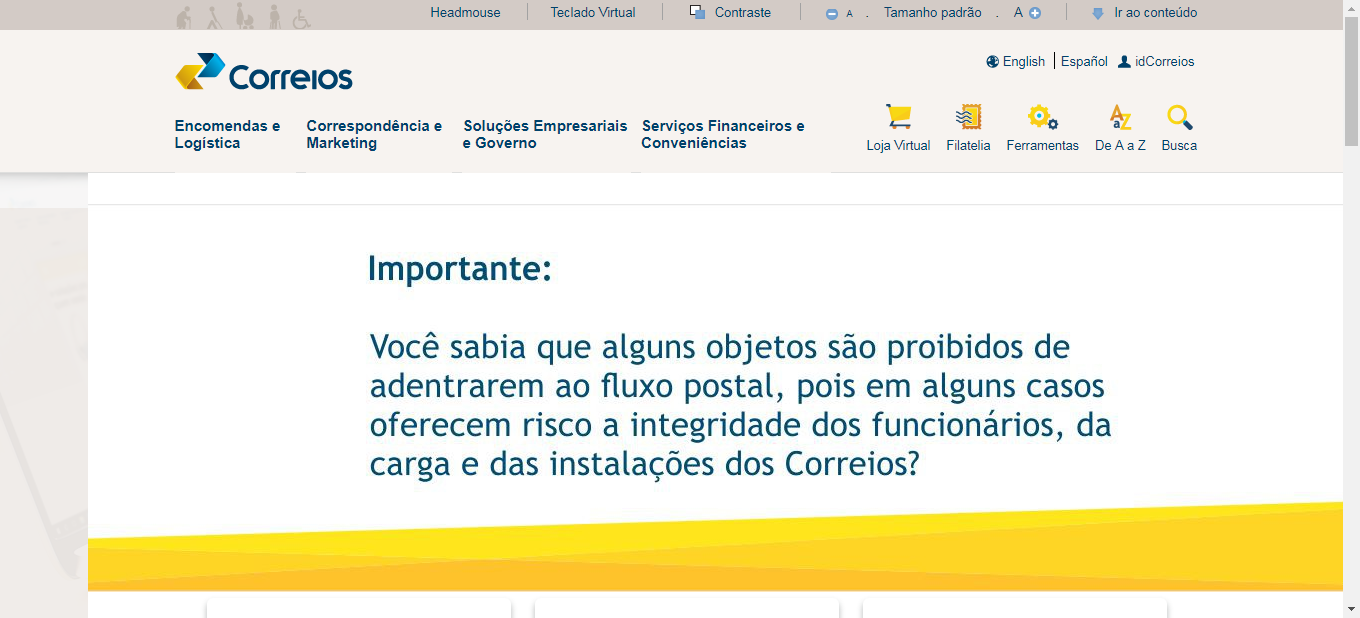 Headmouse
Teclado Virtual
Contraste
A . Tamanho padrão . A
Ir ao conteúdo
Correios
English
Español
idCorreios
Encomendas e
Logística
Correspondência e
Marketing
Soluções Empresariais
e Governo
Serviços Financeiros e
Conveniências
Loja Virtual
Filatelia
Ferramentas
De A a Z
Busca
Importante:
Você sabia que alguns objetos são proibidos de
adentrarem ao fluxo postal, pois em alguns casos
oferecem risco a integridade dos funcionários, da
carga e das instalações dos Correios?